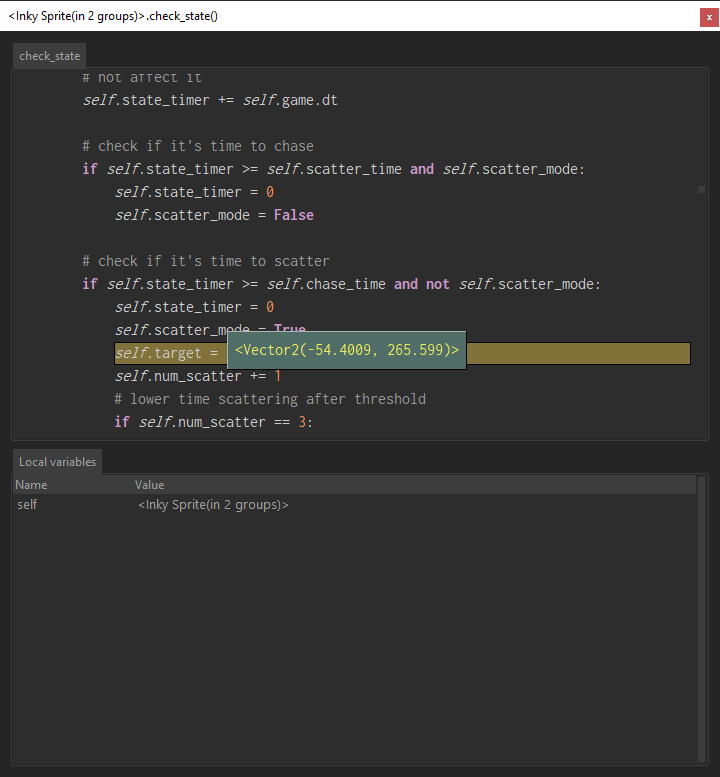 <Inky Sprite(in 2 groups)>.check_state()
x
check_state
# not affect it
self.state_timer += self.game.dt
# check if it's time to chase
if self.state_timer >= self.scatter_time and self.scatter_mode:
self.state_timer = 0
self.scatter_mode = False
# check if it's time to scatter
if self.state_timer >= self.chase_time and not self.scatter_mode:
self.state_timer = 0
self.scatter_mode = True
self.target = <Vector2(-54.4009, 265.599)>
self.num_scatter += 1
# lower time scattering after threshold
if self.num_scatter == 3:
Local variables
Name Value
self <Inky Sprite(in 2 groups)>